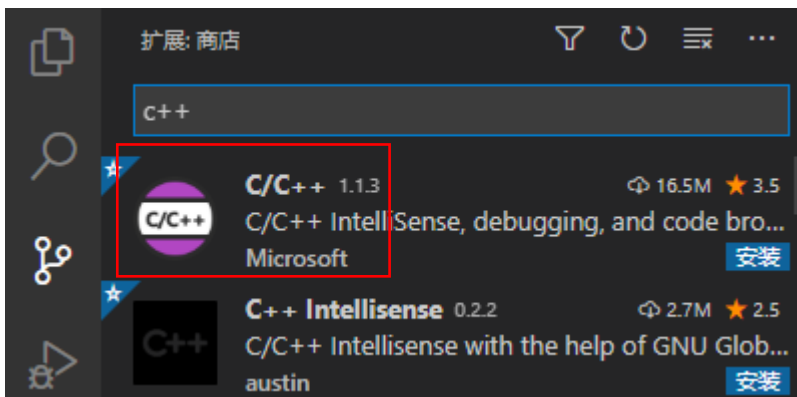 扩展: 商店
c++
C/C++ 1.1.3 16.5M 3.5
C/C++
C/C++ IntelliSense, debugging, and code bro...
Microsoft 安装
C++ Intellisense 0.2.2 2.7M 2.5
C++
C/C++ Intellisense with the help of GNU Glob...
austin 安装